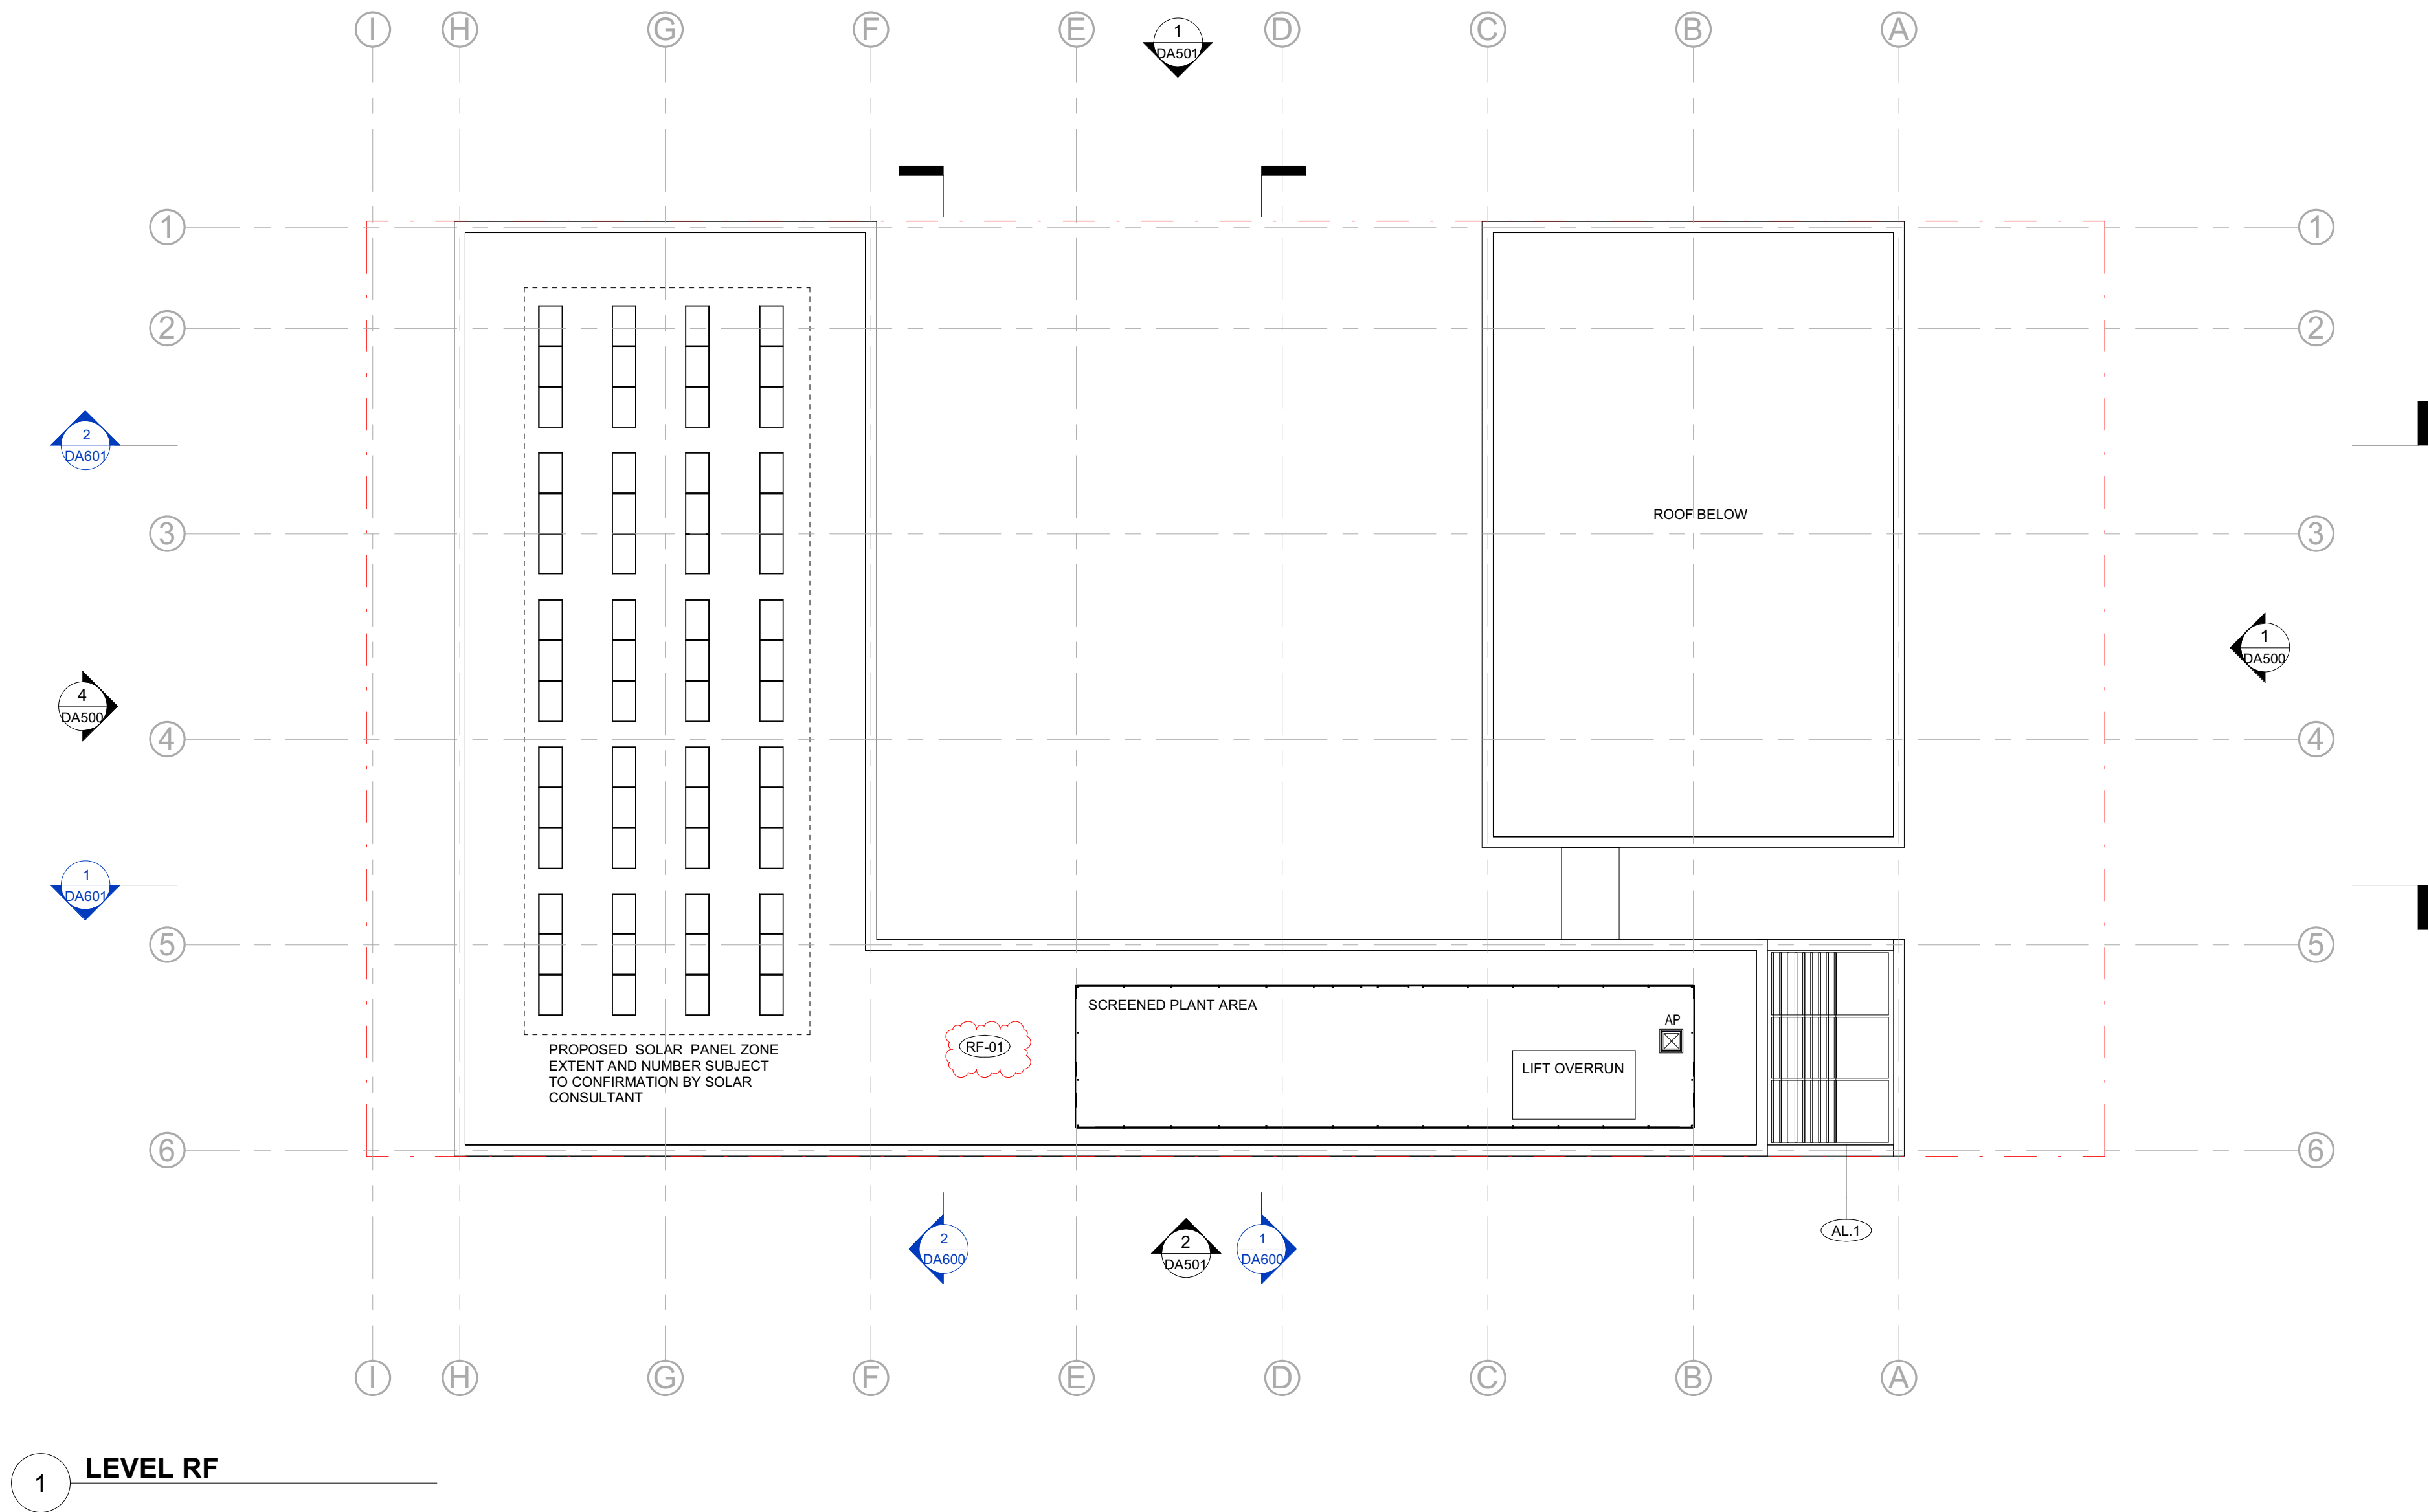 I H G F E D C B A
1
DA501
1 1
2 2
2
DA601
ROOF BELOW
3 3
1
DA500
4
DA500
4 4
1
DA601
5 5
SCREENED PLANT AREA
AP
RF-01
PROPOSED SOLAR PANEL ZONE
EXTENT AND NUMBER SUBJECT
TO CONFIRMATION BY SOLAR
CONSULTANT
LIFT OVERRUN
6 6
AL.1
2
DA600
2
DA501
1
DA600
I H G F E D C B A
1 LEVEL RF